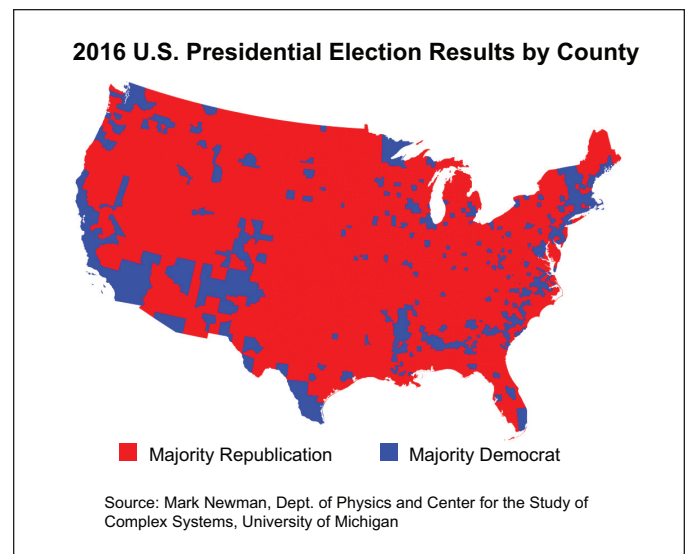 2016 U.S. Presidential Election Results by County
Majority Republication
Majority Democrat
Source: Mark Newman, Dept. of Physics and Center for the Study of
Complex Systems, University of Michigan